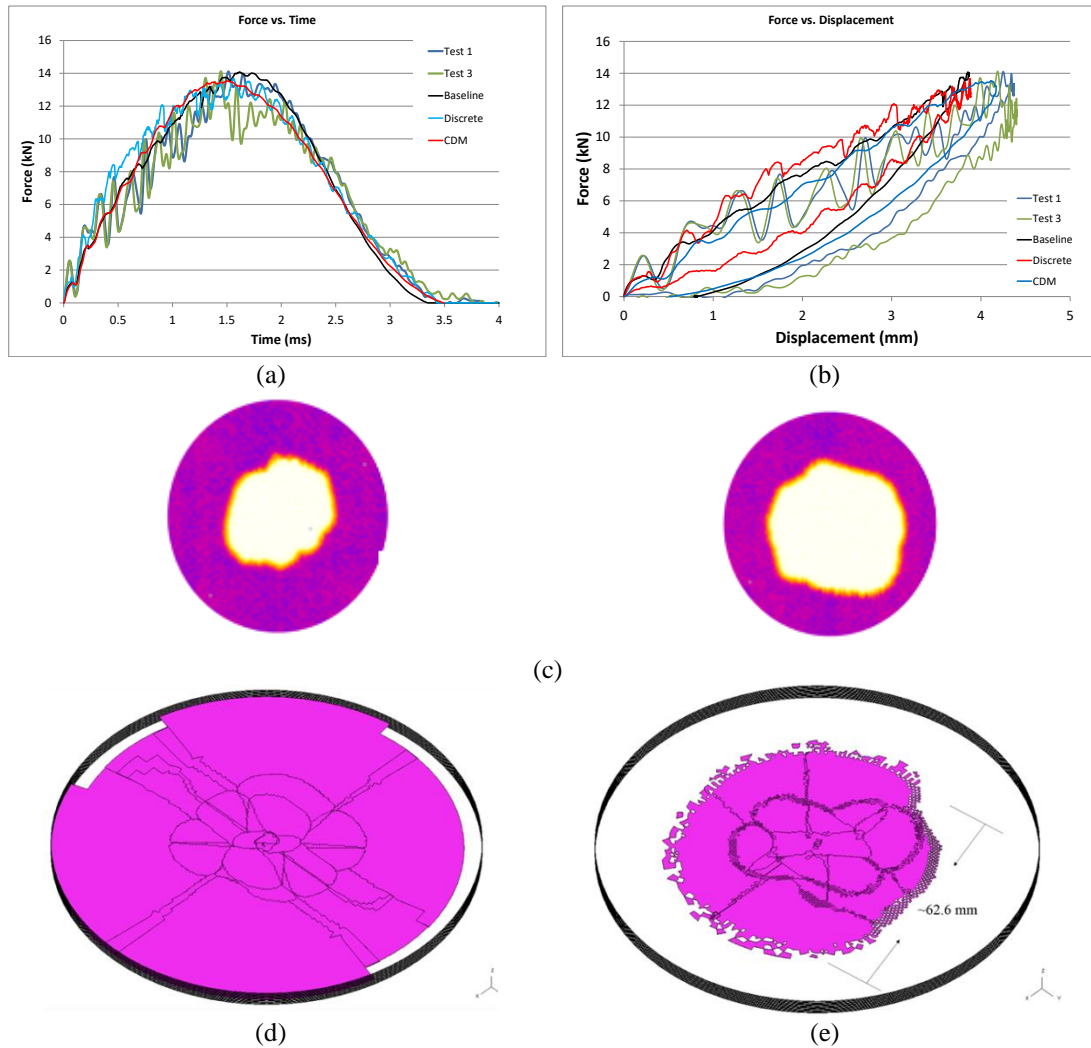 Force vs. Time
Force (kN)
16
14
12
10
8
6
4
2
0
0 0.5 1 1.5 2 2.5 3 3.5 4
Time (ms)
Test 1
Test 3
Baseline
Discrete
CDM
Force vs. Displacement
Force (kN)
16
14
12
10
8
6
4
2
0
0 1 2 3 4 5
Displacement (mm)
Test 1
Test 3
Baseline
Discrete
CDM
(a)
(b)
(c)
~62.6 mm
Z
X
Y
Z
X
Y
(d)
(e)